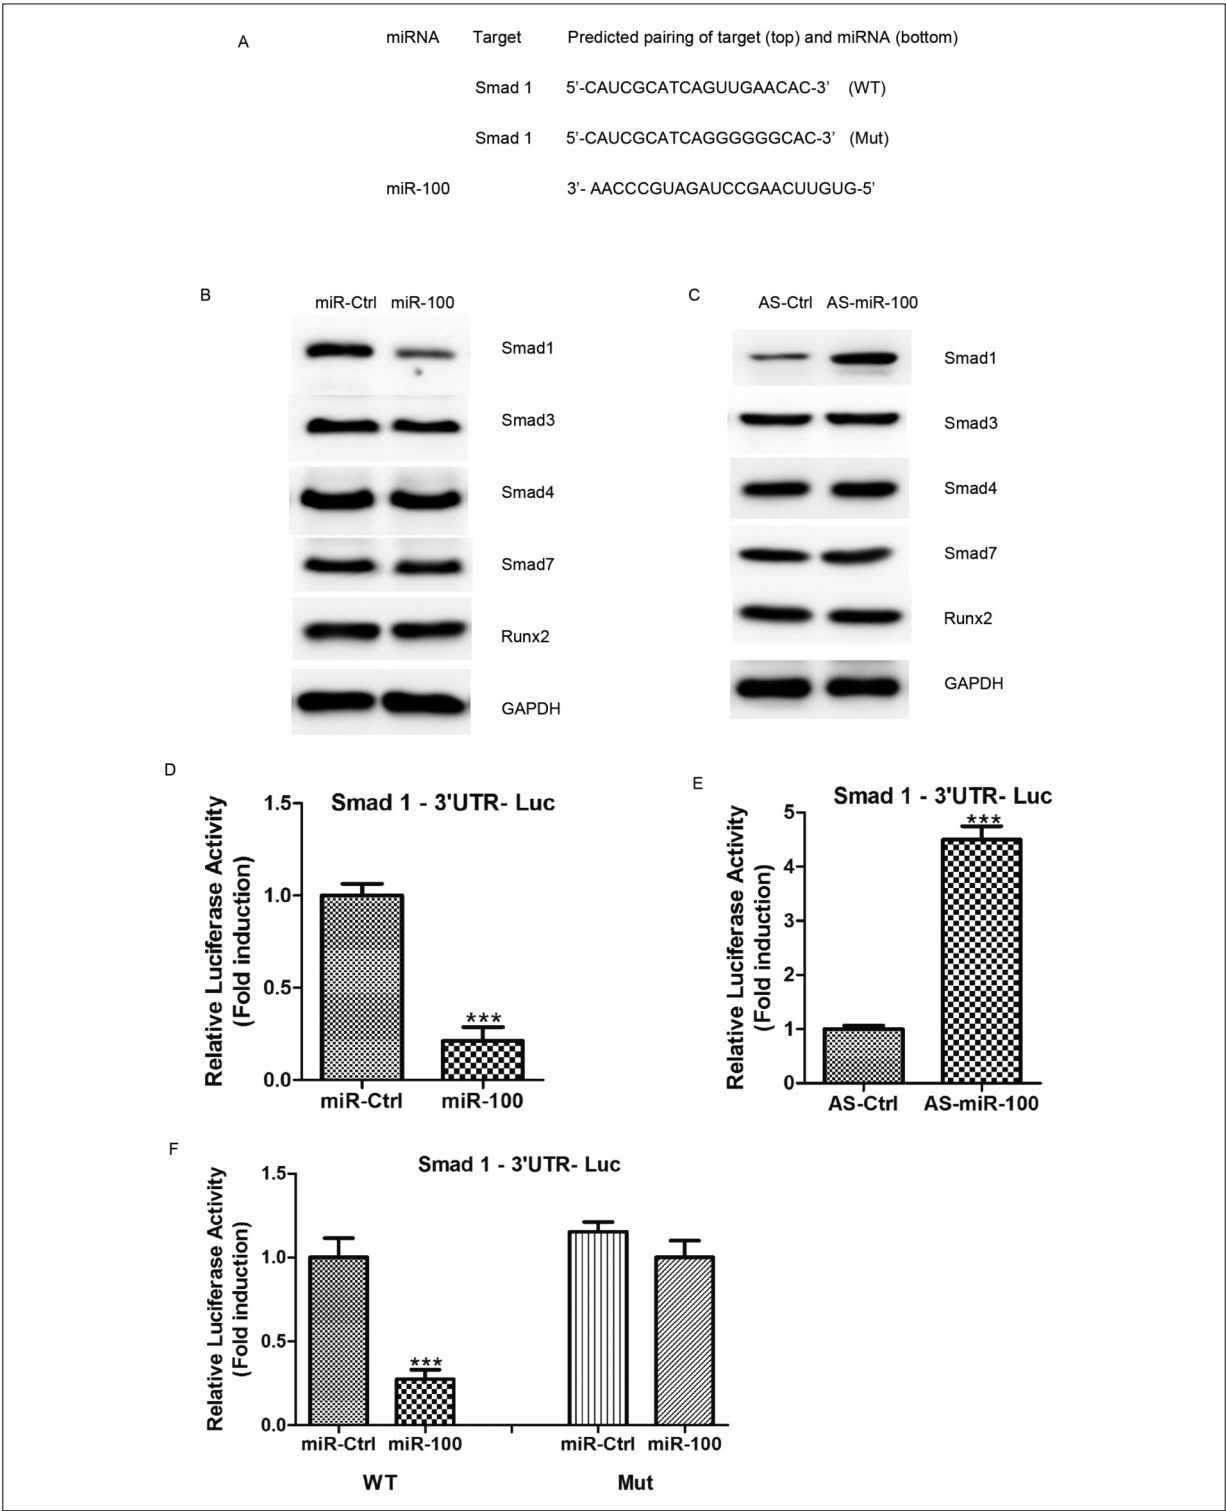 A
miRNA Target Predicted pairing of target (top) and miRNA (bottom)
Smad 1 5’-CAUCGCATCAGUUGAACAC-3’ (WT)
Smad 1 5’-CAUCGCATCAGGGGGGCAC-3’ (Mut)
miR-100 3’- AACCCGUAGAUCCGAACUUGUG-5’
B
miR-Ctrl miR-100
Smad1
Smad3
Smad4
Smad7
Runx2
GAPDH
C
AS-Ctrl AS-miR-100
Smad1
Smad3
Smad4
Smad7
Runx2
GAPDH
D
Smad 1 - 3'UTR- Luc
Relative Luciferase Activity
(Fold induction)
1.5
1.0
0.5
0.0
***
miR-Ctrl miR-100
E
Smad 1 - 3'UTR- Luc
Relative Luciferase Activity
(Fold induction)
5
4
3
2
1
0
***
AS-Ctrl AS-miR-100
F
Smad 1 - 3'UTR- Luc
Relative Luciferase Activity
(Fold induction)
1.5
1.0
0.5
0.0
***
miR-Ctrl miR-100 miR-Ctrl miR-100
WT Mut